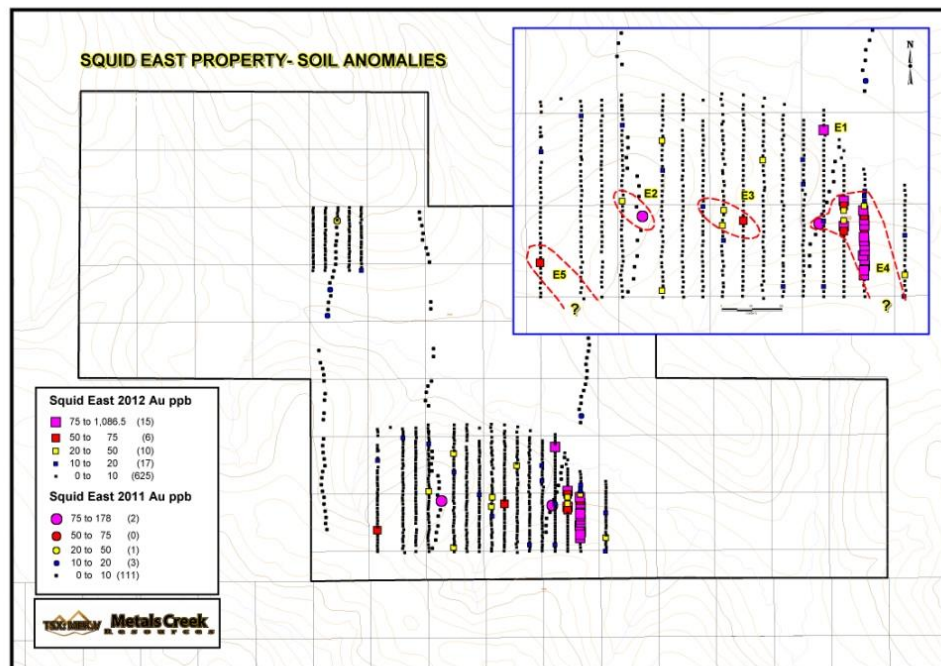 SQUID EAST PROPERTY- SOIL ANOMALIES
N
E1
E2
E3
E4
E5
?
?
Squid East 2012 Au ppb
75 to 1,086.5 (15)
50 to 75 (6)
20 to 50 (10)
10 to 20 (17)
0 to 10 (625)
Squid East 2011 Au ppb
75 to 178 (2)
50 to 75 (0)
20 to 50 (1)
10 to 20 (3)
0 to 10 (111)
Metals Creek
Resources